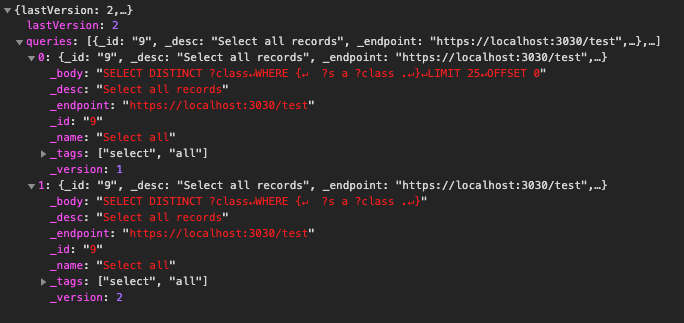 {lastVersion: 2,…}
lastVersion: 2
queries: [{_id: "9", _desc: "Select all records", _endpoint: "https://localhost:3030/test",…},…]
0: {_id: "9", _desc: "Select all records", _endpoint: "https://localhost:3030/test",…}
_body: "SELECT DISTINCT ?class↵WHERE {↵  ?s a ?class .↵}↵LIMIT 25↵OFFSET 0"
_desc: "Select all records"
_endpoint: "https://localhost:3030/test"
_id: "9"
_name: "Select all"
_tags: ["select", "all"]
_version: 1
1: {_id: "9", _desc: "Select all records", _endpoint: "https://localhost:3030/test",…}
_body: "SELECT DISTINCT ?class↵WHERE {↵  ?s a ?class .↵}"
_desc: "Select all records"
_endpoint: "https://localhost:3030/test"
_id: "9"
_name: "Select all"
_tags: ["select", "all"]
_version: 2